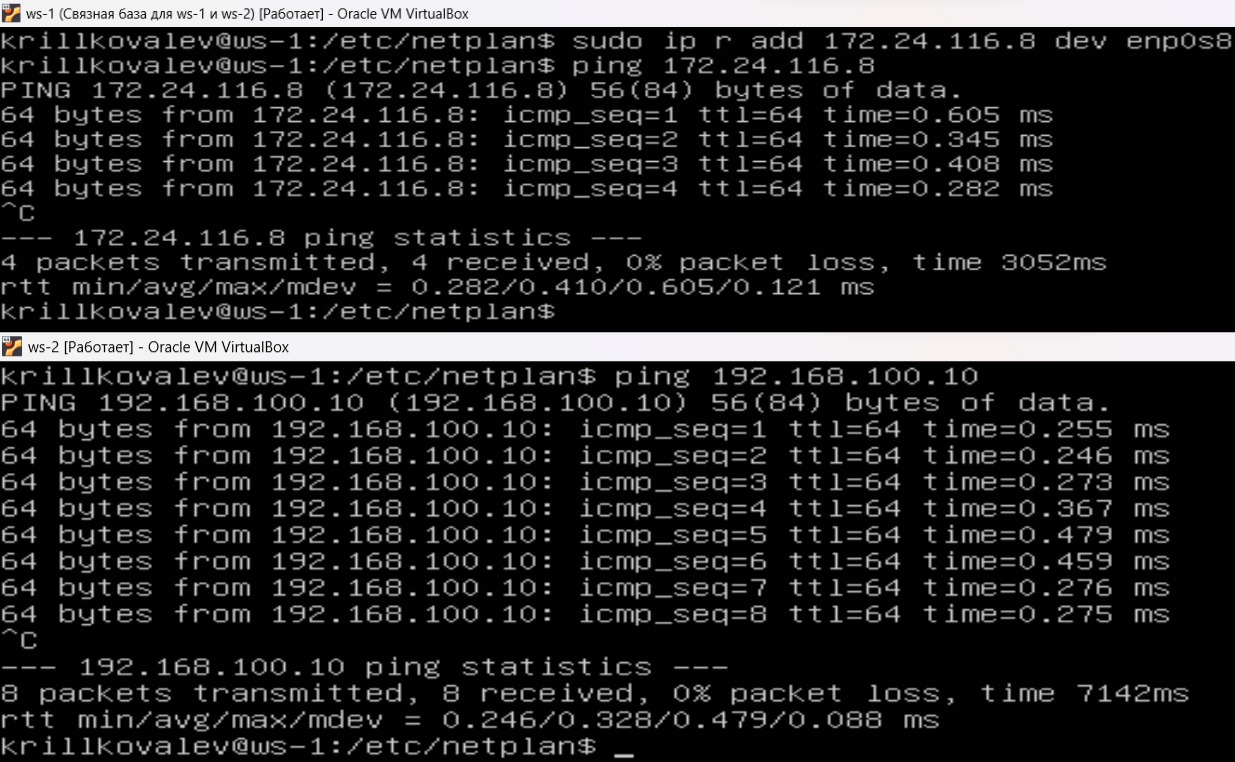 ws-1 (Связная база для ws-1 и ws-2) [Работает] - Oracle VM VirtualBox
krillkovalev@ws-1:/etc/netplan$ sudo ip r add 172.24.116.8 dev enp0s8
krillkovalev@ws-1:/etc/netplan$ ping 172.24.116.8
PING 172.24.116.8 (172.24.116.8) 56(84) bytes of data.
64 bytes from 172.24.116.8: icmp_seq=1 ttl=64 time=0.605 ms
64 bytes from 172.24.116.8: icmp_seq=2 ttl=64 time=0.345 ms
64 bytes from 172.24.116.8: icmp_seq=3 ttl=64 time=0.408 ms
64 bytes from 172.24.116.8: icmp_seq=4 ttl=64 time=0.282 ms
^C
--- 172.24.116.8 ping statistics ---
4 packets transmitted, 4 received, 0% packet loss, time 3052ms
rtt min/avg/max/mdev = 0.282/0.410/0.605/0.121 ms
krillkovalev@ws-1:/etc/netplan$
ws-2 [Работает] - Oracle VM VirtualBox
krillkovalev@ws-1:/etc/netplan$ ping 192.168.100.10
PING 192.168.100.10 (192.168.100.10) 56(84) bytes of data.
64 bytes from 192.168.100.10: icmp_seq=1 ttl=64 time=0.255 ms
64 bytes from 192.168.100.10: icmp_seq=2 ttl=64 time=0.246 ms
64 bytes from 192.168.100.10: icmp_seq=3 ttl=64 time=0.273 ms
64 bytes from 192.168.100.10: icmp_seq=4 ttl=64 time=0.367 ms
64 bytes from 192.168.100.10: icmp_seq=5 ttl=64 time=0.479 ms
64 bytes from 192.168.100.10: icmp_seq=6 ttl=64 time=0.459 ms
64 bytes from 192.168.100.10: icmp_seq=7 ttl=64 time=0.276 ms
64 bytes from 192.168.100.10: icmp_seq=8 ttl=64 time=0.275 ms
^C
--- 192.168.100.10 ping statistics ---
8 packets transmitted, 8 received, 0% packet loss, time 7142ms
rtt min/avg/max/mdev = 0.246/0.328/0.479/0.088 ms
krillkovalev@ws-1:/etc/netplan$ _